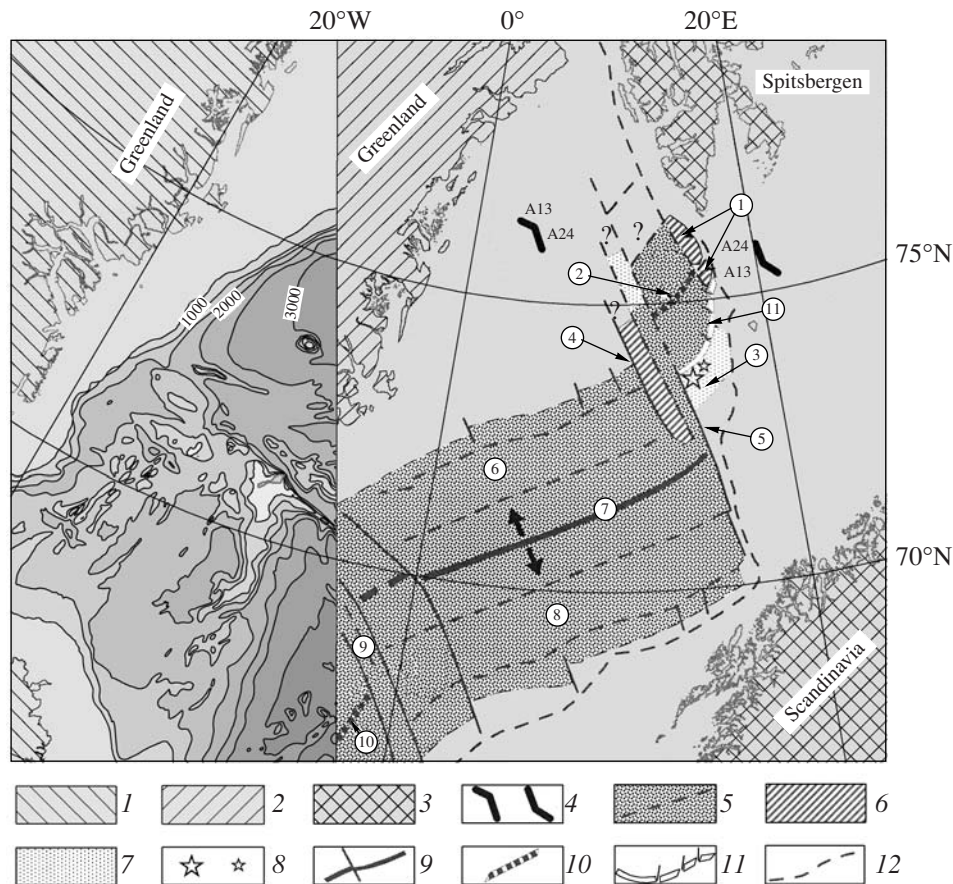 20°W 0° 20°E
Greenland
Greenland
Spitsbergen
A13
A24
1
?
?
A24
A13
75°N
1000
2000
3000
2
11
?
4
3
5
6
7
70°N
8
9
Scandinavia
10
1 2 3 4 5 6
7 8 9 10 11 12